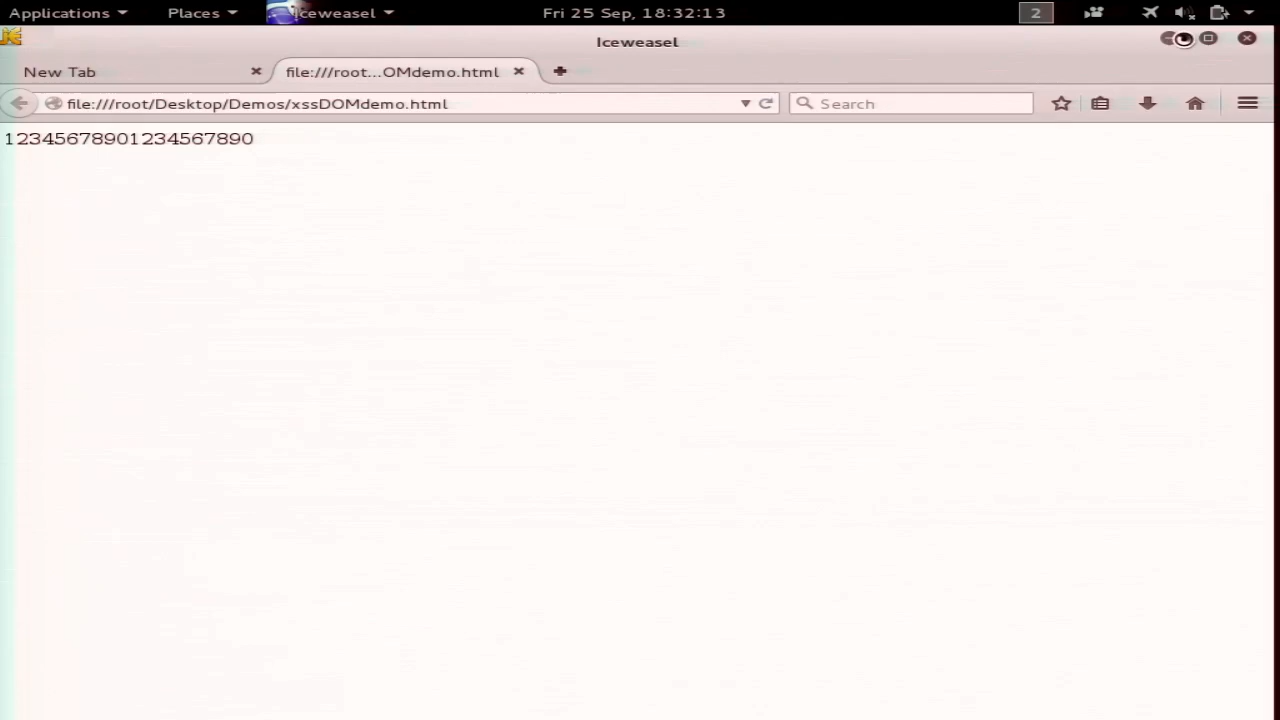 Applications Places Iceweasel Fri 25 Sep, 18:32:13 2
Iceweasel
New Tab file:///root...OMdemo.html
file:///root/Desktop/Demos/xssDOMdemo.html Search
12345678901234567890